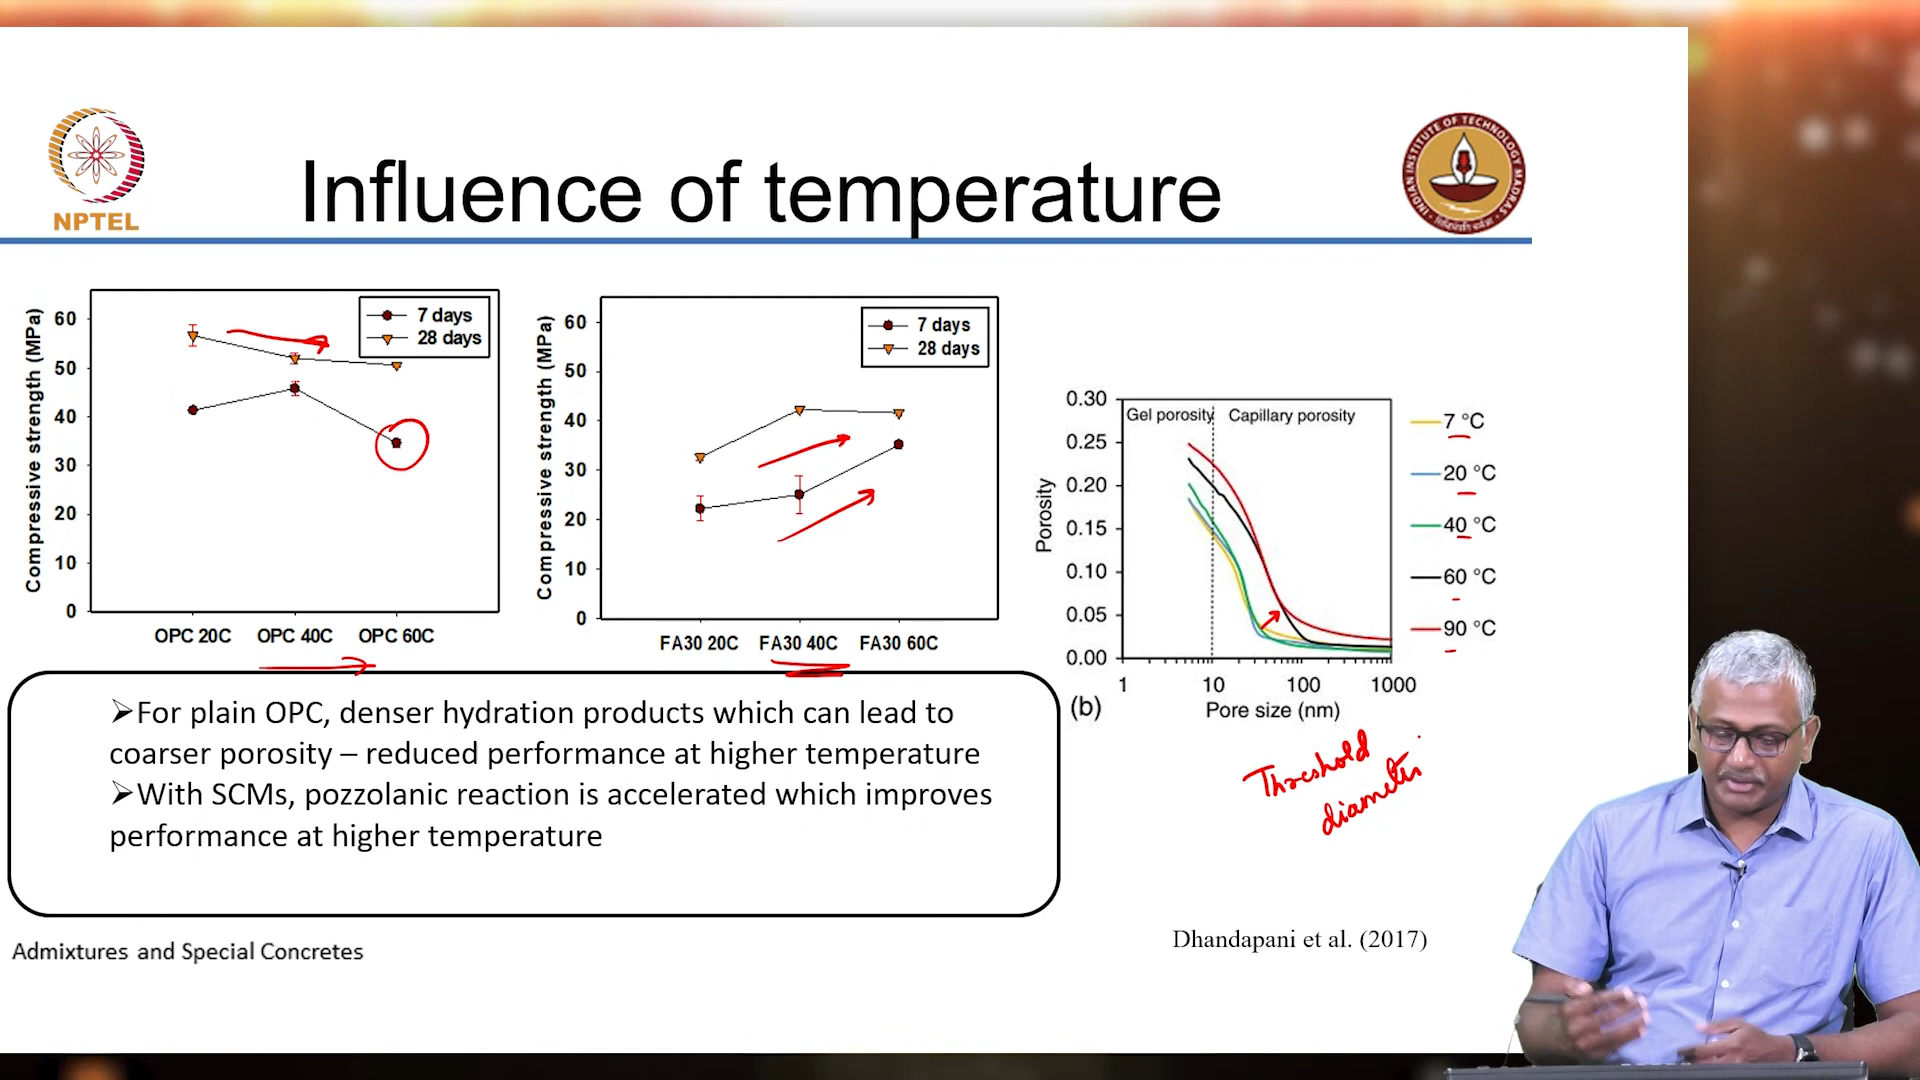 NPTEL
Influence of temperature
INDIAN INSTITUTE OF TECHNOLOGY MADRAS
Compressive strength (MPa)
60
50
40
30
20
10
0
7 days
28 days
OPC 20C OPC 40C OPC 60C
Compressive strength (MPa)
60
50
40
30
20
10
0
7 days
28 days
FA30 20C FA30 40C FA30 60C
Porosity
0.30
0.25
0.20
0.15
0.10
0.05
0.00
Gel porosity Capillary porosity
1 10 100 1000
Pore size (nm)
(b)
7 °C
20 °C
40 °C
60 °C
90 °C
Threshold
diameter
➢For plain OPC, denser hydration products which can lead to
coarser porosity – reduced performance at higher temperature
➢With SCMs, pozzolanic reaction is accelerated which improves
performance at higher temperature
Dhandapani et al. (2017)
Admixtures and Special Concretes